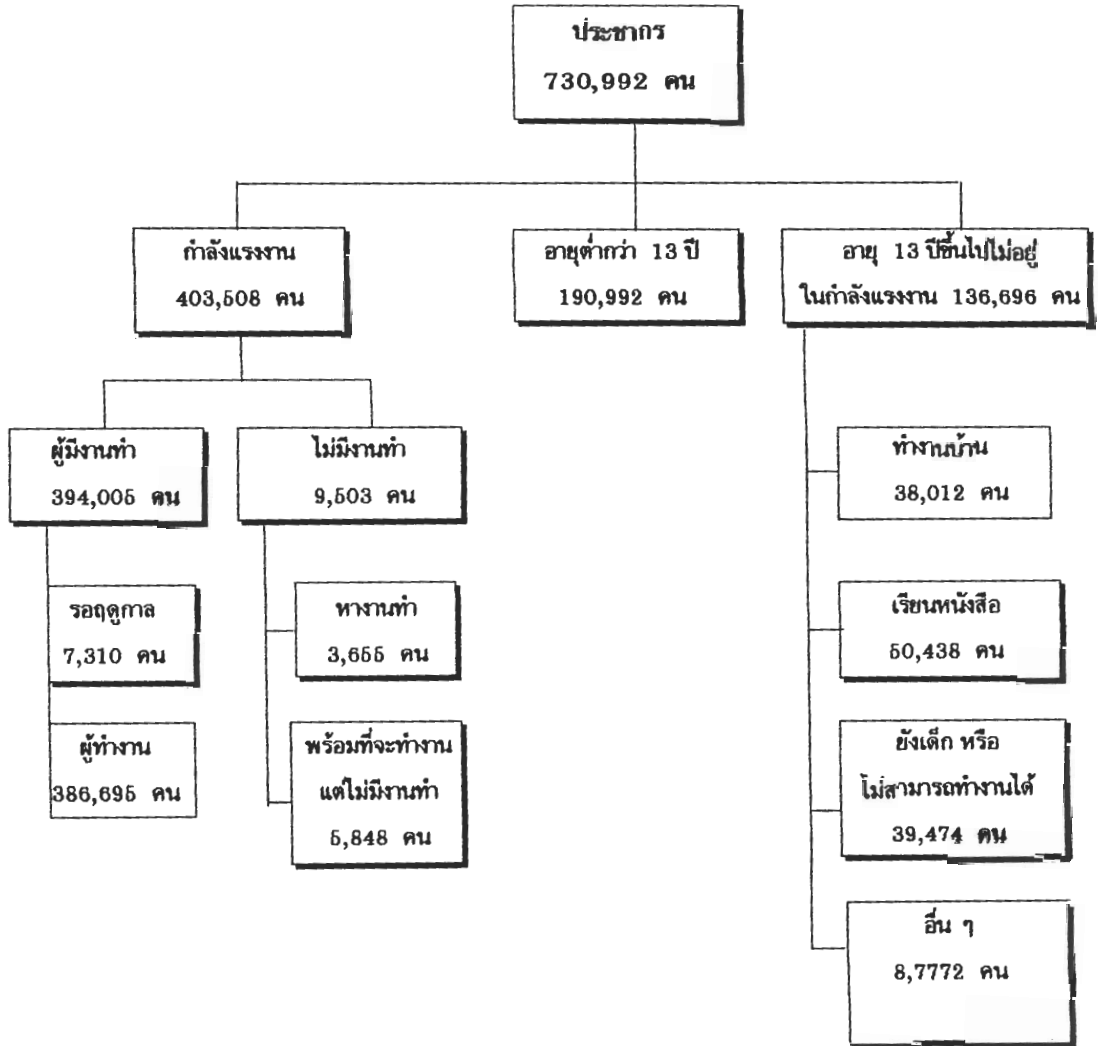 ประชากร
730,992 คน
กำลังแรงงาน
403,508 คน
อายุต่ำกว่า 13 ปี
190,992 คน
อายุ 13 ปีขึ้นไปไม่อยู่
ในกำลังแรงงาน 136,696 คน
ผู้มีงานทำ
394,005 คน
ไม่มีงานทำ
9,503 คน
รอฤดูกาล
7,310 คน
ผู้ทำงาน
386,695 คน
หางานทำ
3,655 คน
พร้อมที่จะทำงาน
แต่ไม่มีงานทำ
5,848 คน
ทำงานบ้าน
38,012 คน
เรียนหนังสือ
50,438 คน
ยังเด็ก หรือ
ไม่สามารถทำงานได้
39,474 คน
อื่น ๆ
8,7772 คน